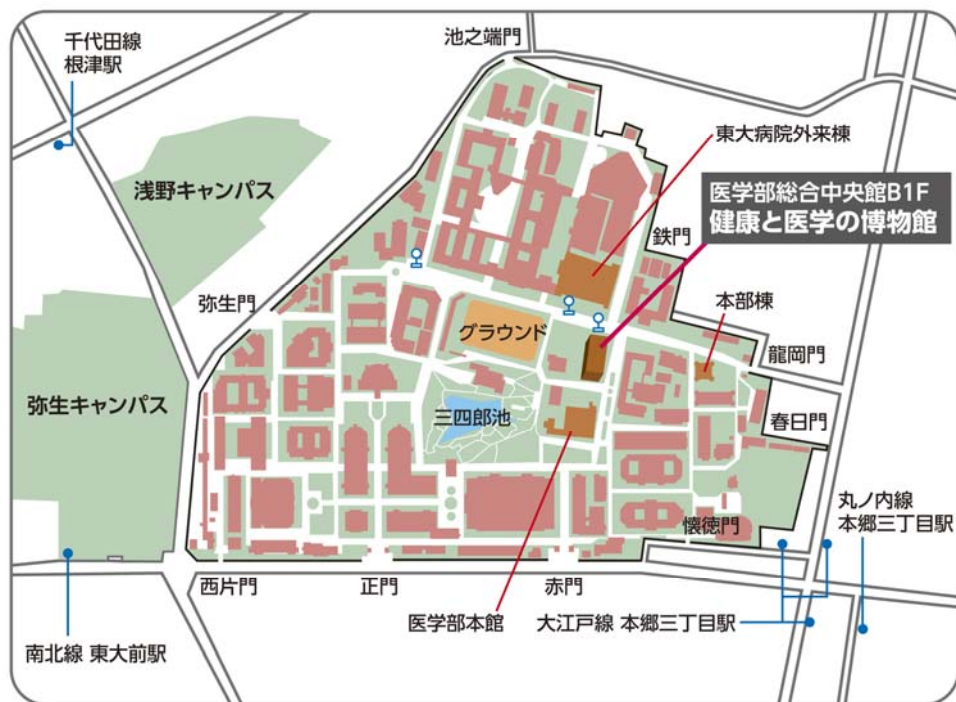 池之端門
千代田線
根津駅
東大病院外来棟
浅野キャンパス
医学部総合中央館B1F
健康と医学の博物館
鉄門
弥生門
本部棟
グラウンド
龍岡門
弥生キャンパス
三四郎池
春日門
丸ノ内線
本郷三丁目駅
懐徳門
西片門
正門
赤門
医学部本館
大江戸線 本郷三丁目駅
南北線 東大前駅